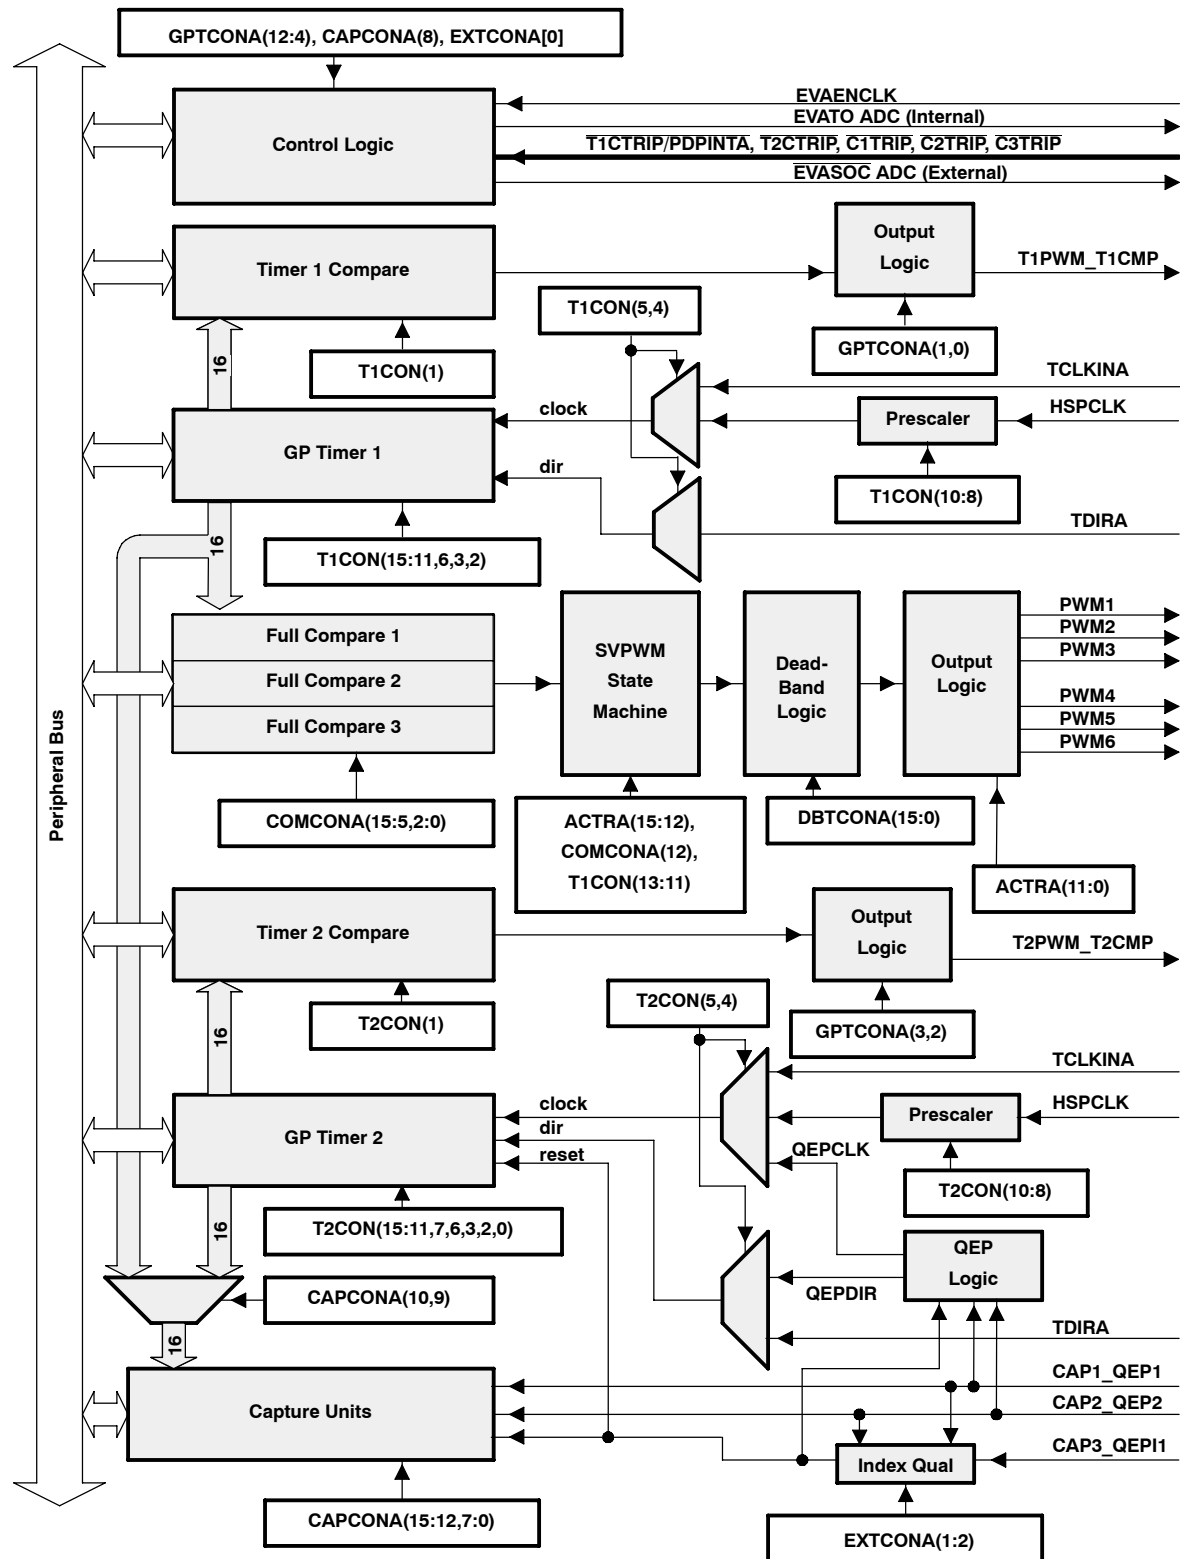 GPTCONA(12:4), CAPCONA(8), EXTCONA[0]
Control Logic
EVAENCLK
EVATO ADC (Internal)
T1CTRIP/PDPINTA, T2CTRIP, C1TRIP, C2TRIP, C3TRIP
EVASOC ADC (External)
Timer 1 Compare
Output
Logic
T1PWM_T1CMP
T1CON(5,4)
GPTCONA(1,0)
16
T1CON(1)
TCLKINA
clock
HSPCLK
Prescaler
GP Timer 1
dir
T1CON(10:8)
TDIRA
16
T1CON(15:11,6,3,2)
Full Compare 1
Full Compare 2
Full Compare 3
SVPWM
State
Machine
Dead-
Band
Logic
Output
Logic
PWM1
PWM2
PWM3
PWM4
PWM5
PWM6
Peripheral Bus
COMCONA(15:5,2:0)
ACTRA(15:12),
COMCONA(12),
T1CON(13:11)
DBTCONA(15:0)
ACTRA(11:0)
Timer 2 Compare
Output
Logic
T2PWM_T2CMP
T2CON(5,4)
T2CON(1)
GPTCONA(3,2)
16
TCLKINA
clock
HSPCLK
Prescaler
GP Timer 2
dir
reset
QEPCLK
T2CON(10:8)
16
T2CON(15:11,7,6,3,2,0)
QEP
Logic
QEPDIR
CAPCONA(10,9)
TDIRA
16
CAP1_QEP1
Capture Units
CAP2_QEP2
CAP3_QEPI1
Index Qual
CAPCONA(15:12,7:0)
EXTCONA(1:2)